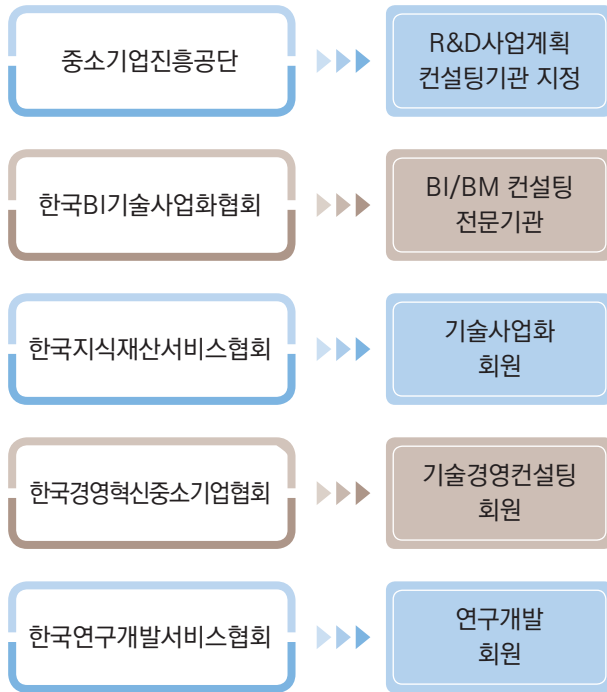 중소기업진흥공단
R&D사업계획
컨설팅기관 지정
한국BI기술사업화협회
BI/BM 컨설팅
전문기관
한국지식재산서비스협회
기술사업화
회원
한국경영혁신중소기업협회
기술경영컨설팅
회원
한국연구개발서비스협회
연구개발
회원